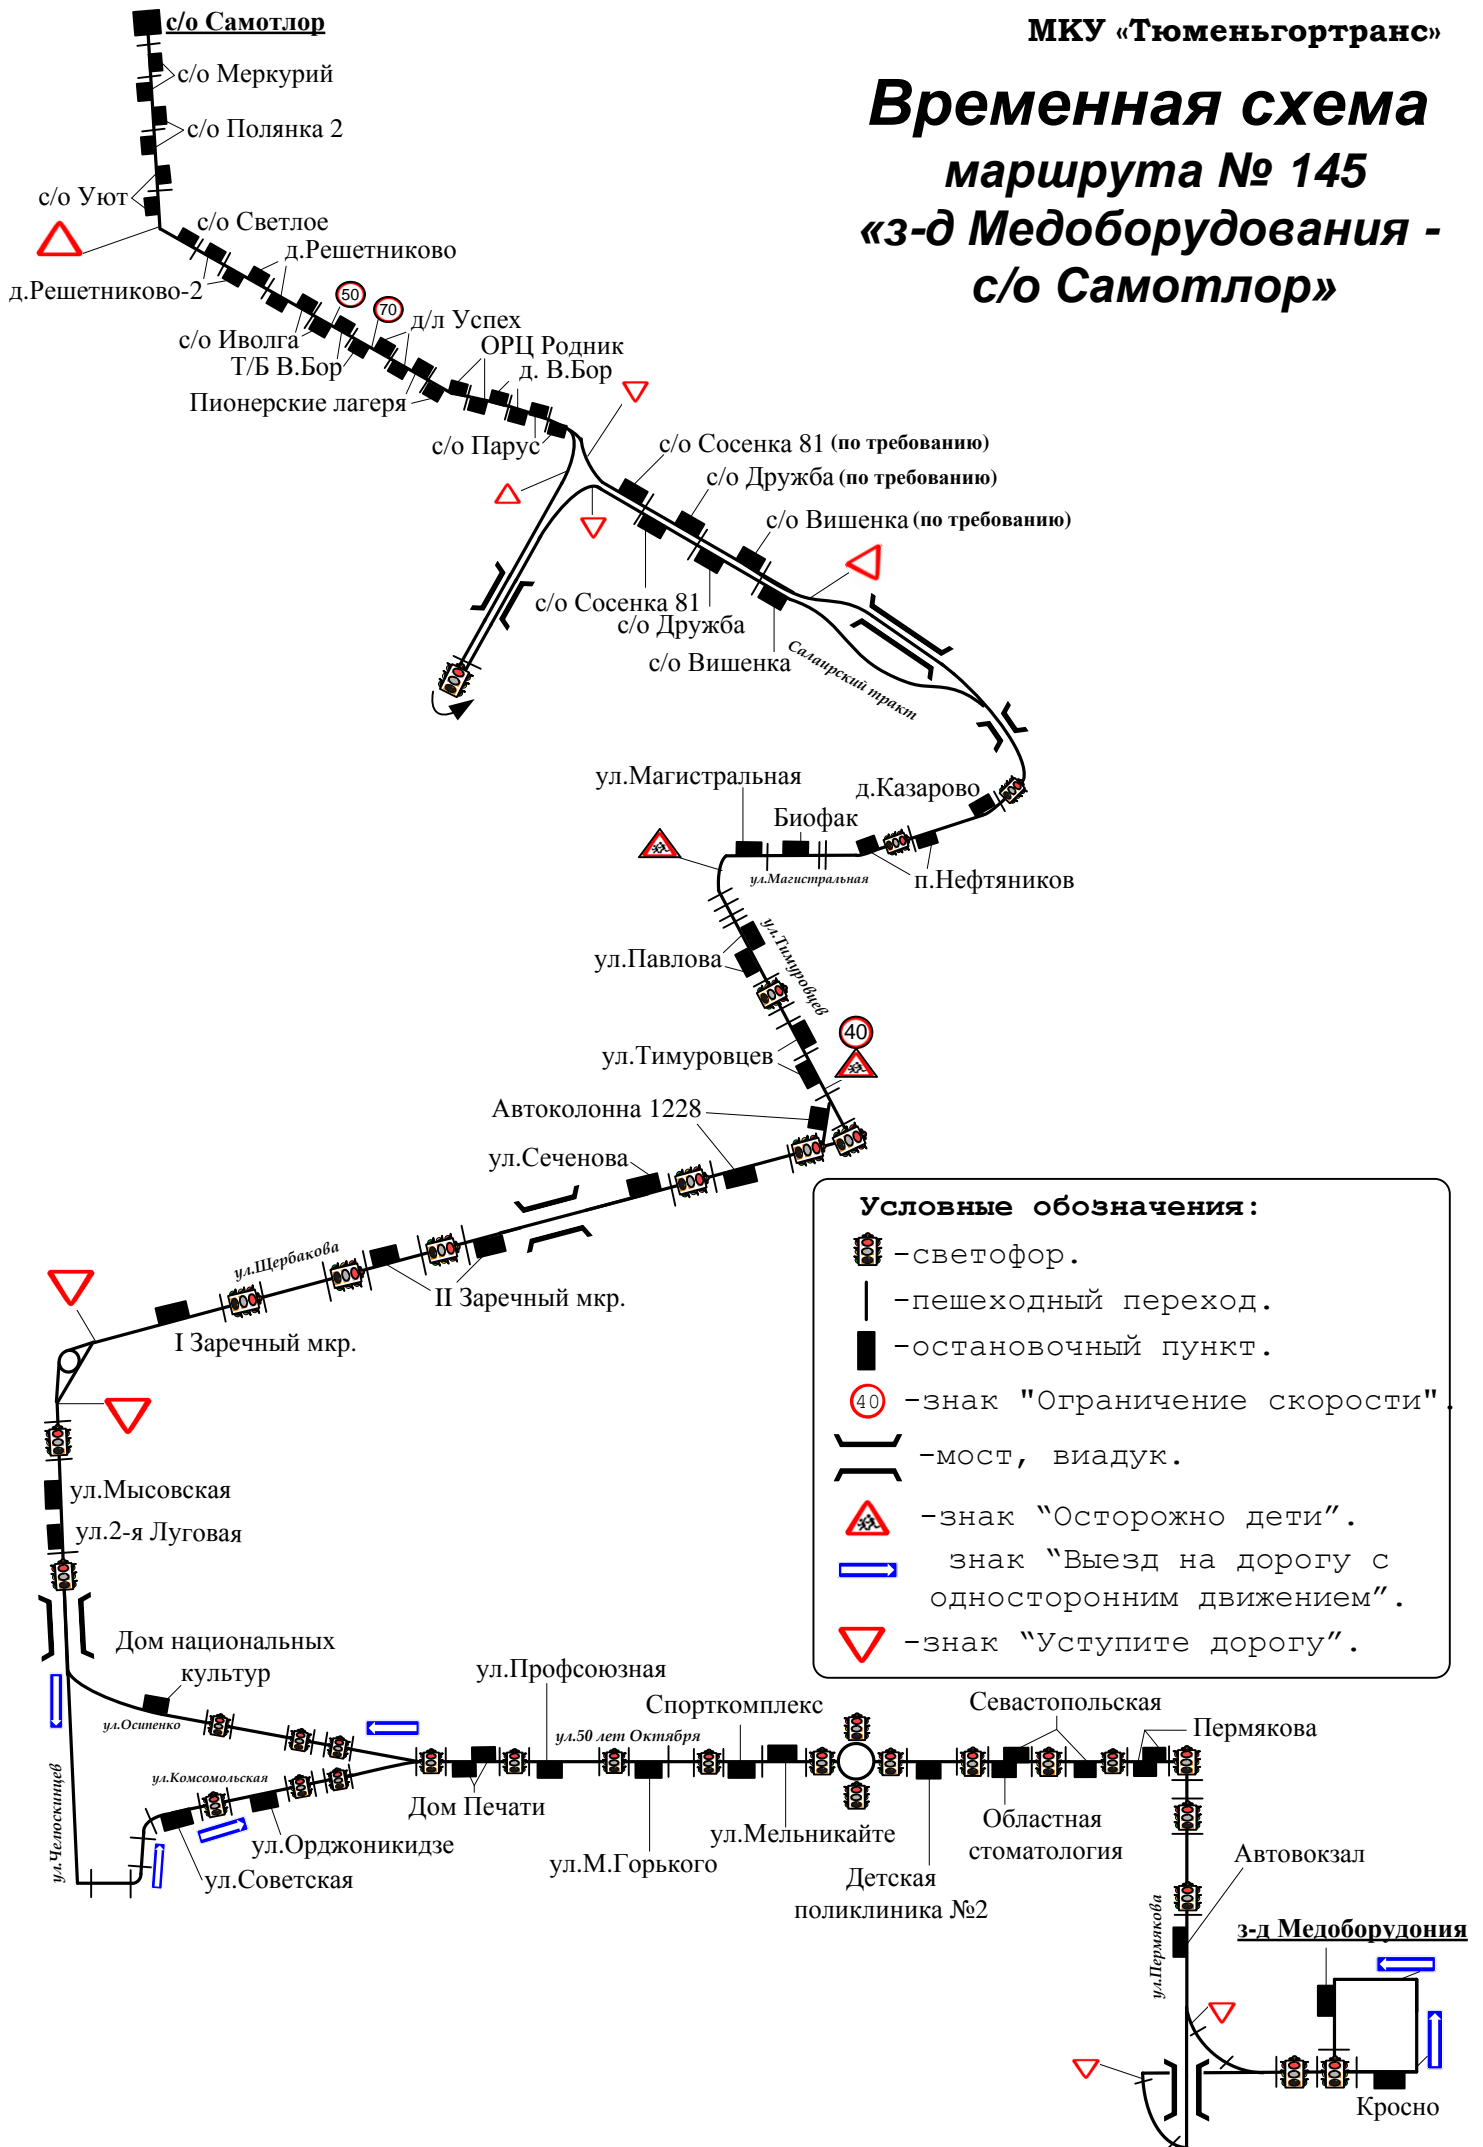 МКУ «Тюменьгортранс»
Временная схема
маршрута № 145
«з-д Медоборудования -
с/о Самотлор»
с/о Самотлор
с/о Меркурий
с/о Полянка 2
с/о Уют
с/о Светлое
д.Решетниково
д.Решетниково-2
50
70
с/о Иволга
д/л Успех
Т/Б В.Бор
ОРЦ Родник
д. В.Бор
Пионерские лагеря
с/о Парус
с/о Сосенка 81 (по требованию)
с/о Дружба (по требованию)
с/о Вишенка (по требованию)
с/о Сосенка 81
с/о Дружба
с/о Вишенка
Салаирский тракт
ул.Магистральная
д.Казарово
Биофак
ул.Магистральная
п.Нефтяников
ул.Павлова
ул.Тимуровцев
40
ул.Тимуровцев
Автоколонна 1228
ул.Сеченова
ул.Щербакова
II Заречный мкр.
I Заречный мкр.
Условные обозначения:
-светофор.
-пешеходный переход.
-остановочный пункт.
40 -знак "Ограничение скорости".
-мост, виадук.
-знак “Осторожно дети”.
знак “Выезд на дорогу с
односторонним движением”.
-знак “Уступите дорогу”.
ул.Мысовская
ул.2-я Луговая
Дом национальных
культур
ул.Осипенко
ул.Профсоюзная
ул.50 лет Октября
Спорткомплекс
Севастопольская
Пермякова
ул.Комсомольская
ул.Челюскинцев
Дом Печати
ул.Орджоникидзе
ул.Советская
ул.М.Горького
ул.Мельникайте
Детская
поликлиника №2
Областная
стоматология
Автовокзал
ул.Пермякова
з-д Медоборудония
Кросно